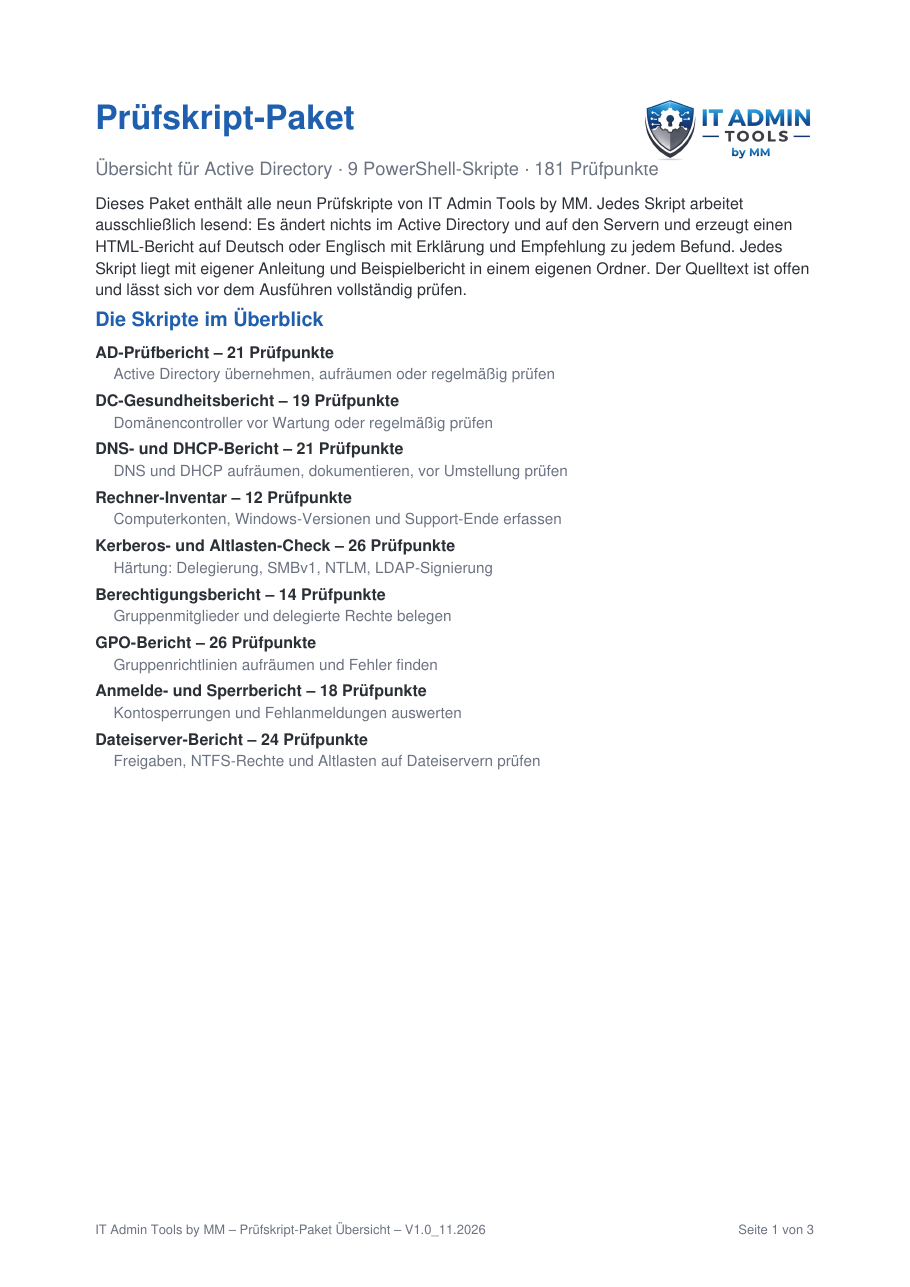 Prüfskript-Paket
IT ADMIN
TOOLS
by MM
Übersicht für Active Directory · 9 PowerShell-Skripte · 181 Prüfpunkte
Dieses Paket enthält alle neun Prüfskripte von IT Admin Tools by MM. Jedes Skript arbeitet
ausschließlich lesend: Es ändert nichts im Active Directory und auf den Servern und erzeugt einen
HTML-Bericht auf Deutsch oder Englisch mit Erklärung und Empfehlung zu jedem Befund. Jedes
Skript liegt mit eigener Anleitung und Beispielbericht in einem eigenen Ordner. Der Quelltext ist offen
und lässt sich vor dem Ausführen vollständig prüfen.
Die Skripte im Überblick
AD-Prüfbericht – 21 Prüfpunkte
Active Directory übernehmen, aufräumen oder regelmäßig prüfen
DC-Gesundheitsbericht – 19 Prüfpunkte
Domänencontroller vor Wartung oder regelmäßig prüfen
DNS- und DHCP-Bericht – 21 Prüfpunkte
DNS und DHCP aufräumen, dokumentieren, vor Umstellung prüfen
Rechner-Inventar – 12 Prüfpunkte
Computerkonten, Windows-Versionen und Support-Ende erfassen
Kerberos- und Altlasten-Check – 26 Prüfpunkte
Härtung: Delegierung, SMBv1, NTLM, LDAP-Signierung
Berechtigungsbericht – 14 Prüfpunkte
Gruppenmitglieder und delegierte Rechte belegen
GPO-Bericht – 26 Prüfpunkte
Gruppenrichtlinien aufräumen und Fehler finden
Anmelde- und Sperrbericht – 18 Prüfpunkte
Kontosperrungen und Fehlanmeldungen auswerten
Dateiserver-Bericht – 24 Prüfpunkte
Freigaben, NTFS-Rechte und Altlasten auf Dateiservern prüfen
IT Admin Tools by MM – Prüfskript-Paket Übersicht – V1.0_11.2026
Seite 1 von 3